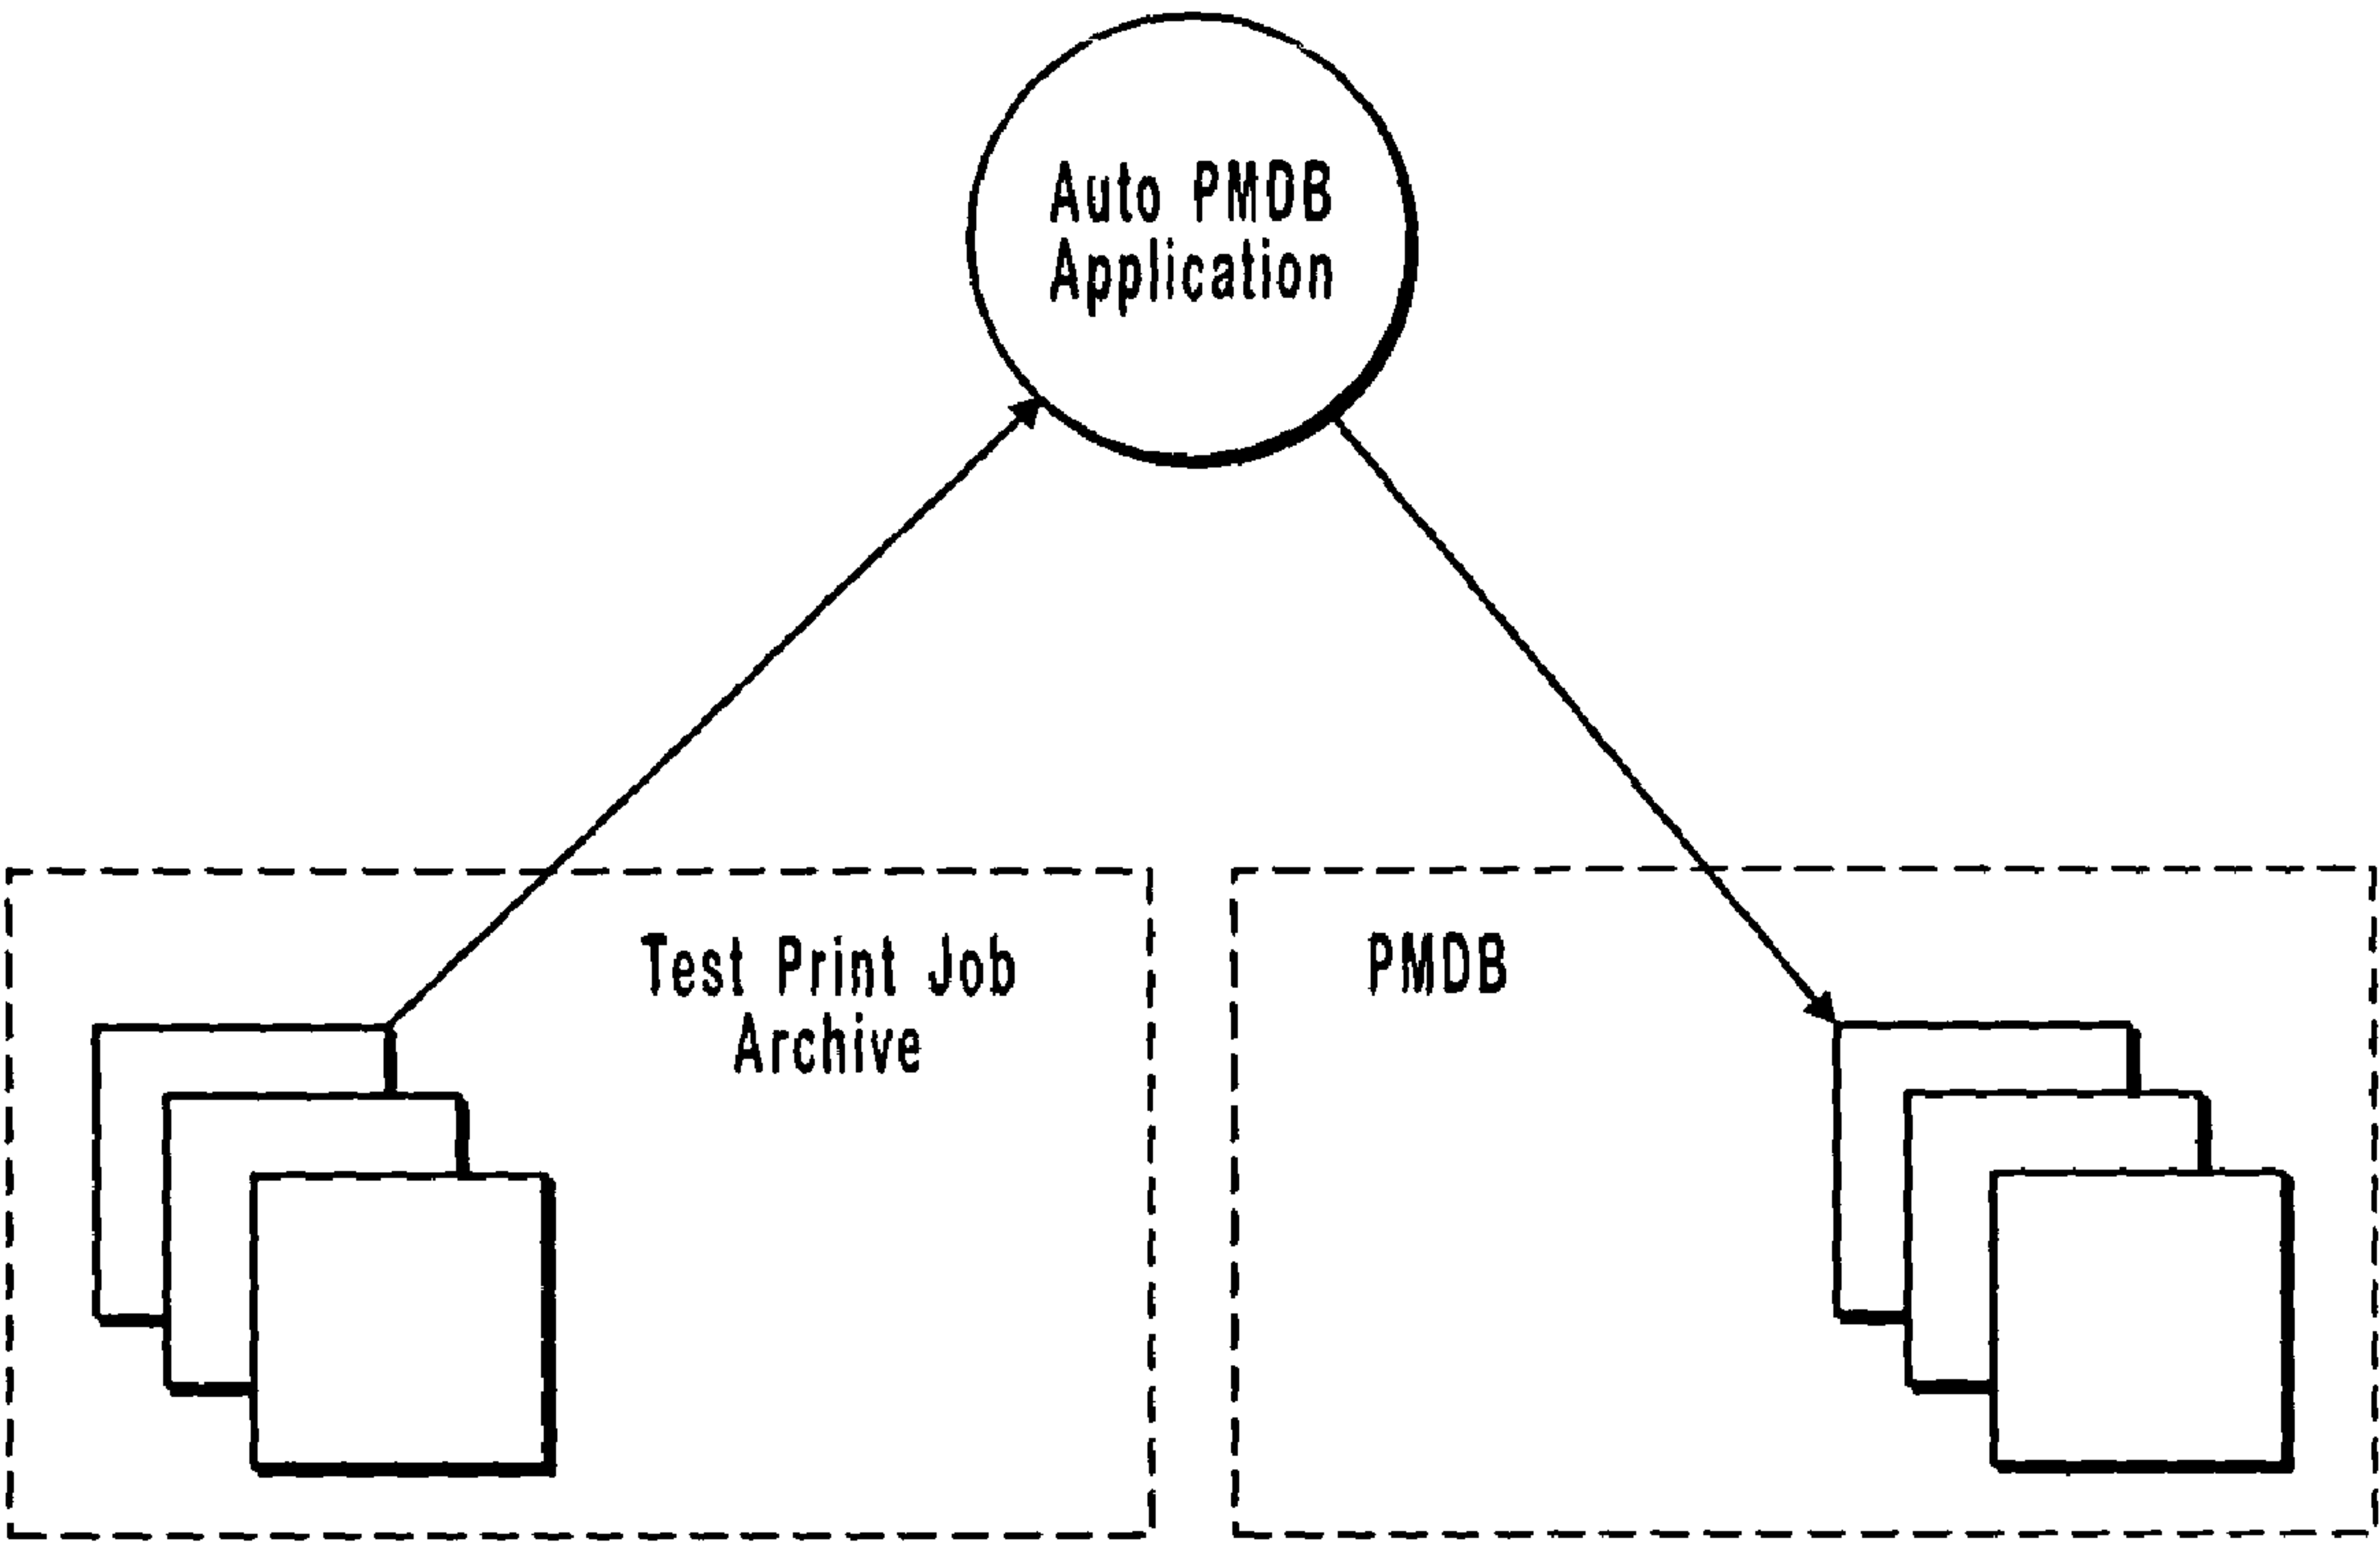 Auto PMDB
Application
Test Print Job
Archive
PMDB